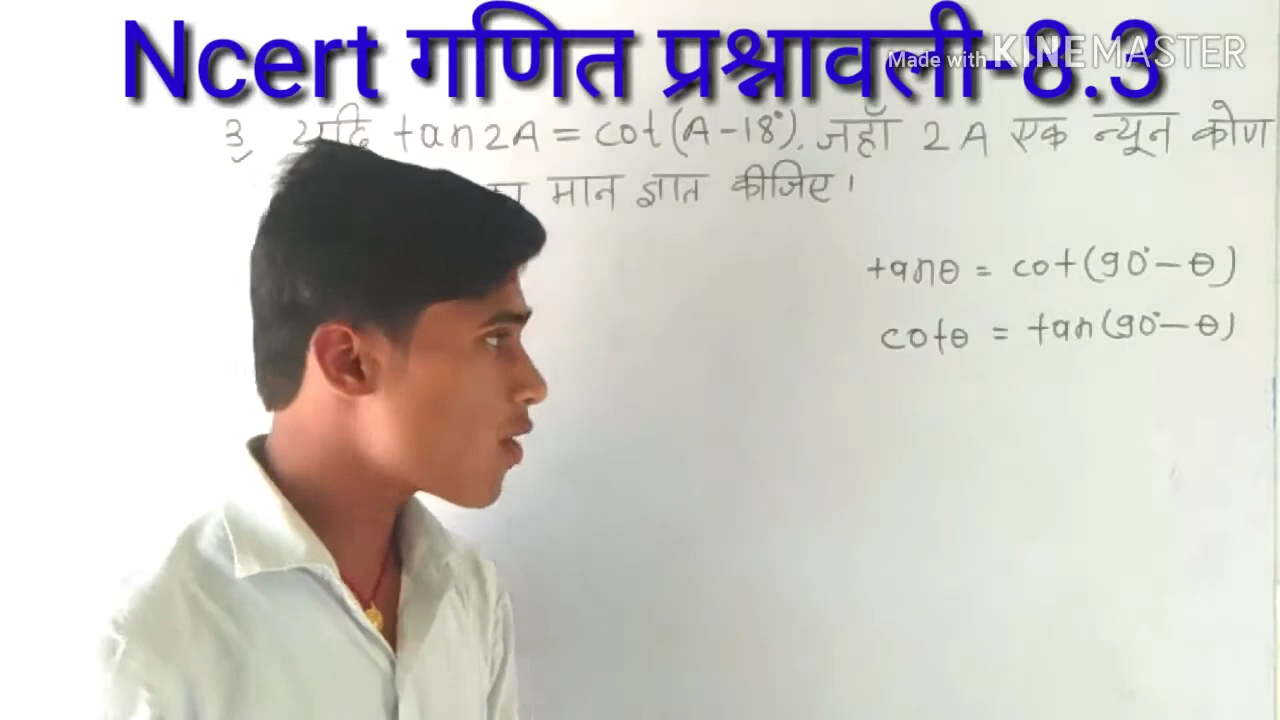 Ncert गणित प्रश्नावली-8.3
Made with KINEMASTER
3, यदि tan2A = cot(A-18°), जहाँ 2A एक न्यून कोण
मान ज्ञात कीजिए।
tanθ = cot(90°-θ)
cotθ = tan(90°-θ)